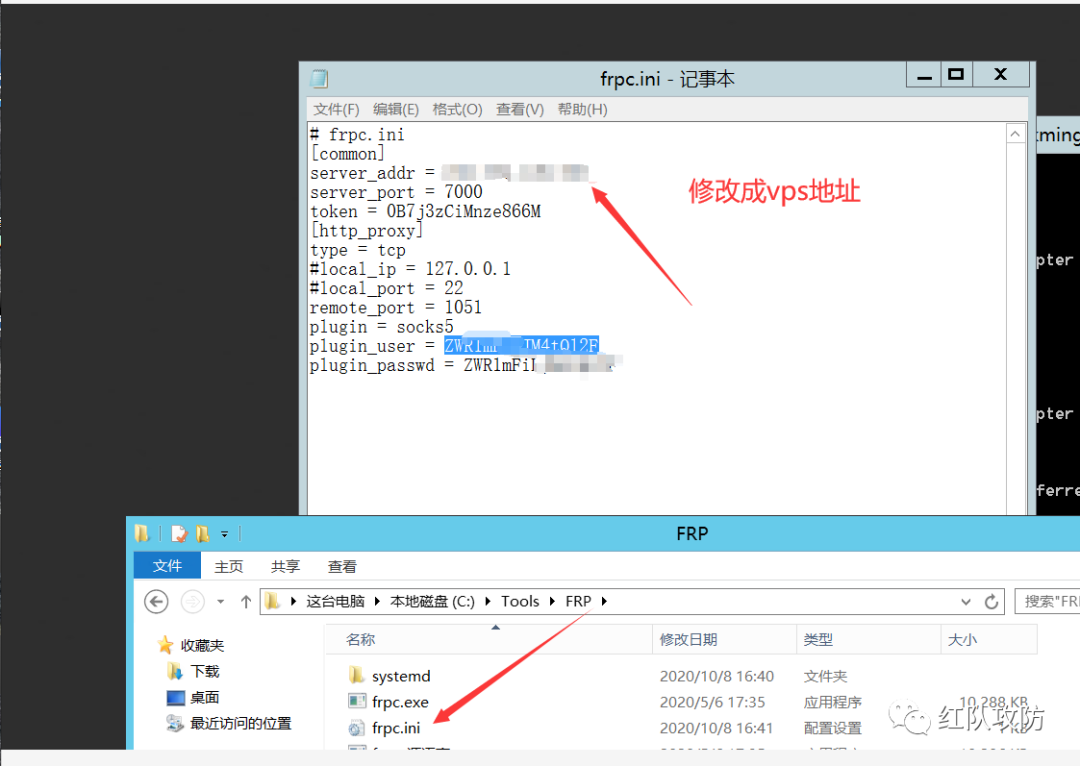 frpc.ini - 记事本
文件(F) 编辑(E) 格式(O) 查看(V) 帮助(H)
# frpc.ini
[common]
server_addr =
server_port = 7000
token = 0B7j3zCiMnze866M
[http_proxy]
type = tcp
#local_ip = 127.0.0.1
#local_port = 22
remote_port = 1051
plugin = socks5
plugin_user =
plugin_passwd =
修改成vps地址
FRP
文件 主页 共享 查看
这台电脑 本地磁盘 (C:) Tools FRP
搜索"FR
收藏夹
下载
桌面
最近访问的位置
名称 修改日期 类型 大小
systemd 2020/10/8 16:40 文件夹
frpc.exe 2020/5/6 17:35 应用程序 10,288 KB
frpc.ini 2020/10/8 16:41 配置设置 KB
红队攻防
pter
pter
ferre